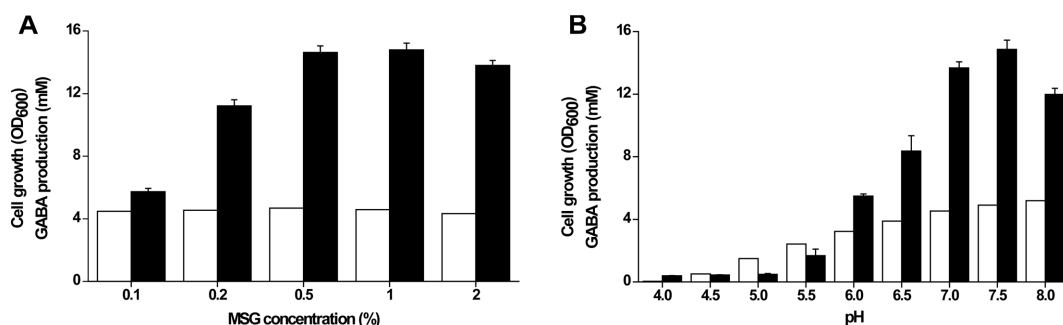 A
Cell growth (OD600)
GABA production (mM)
16
12
8
4
0
0.1 0.2 0.5 1 2
MSG concentration (%)
B
Cell growth (OD600)
GABA production (mM)
16
12
8
4
0
4.0 4.5 5.0 5.5 6.0 6.5 7.0 7.5 8.0
pH